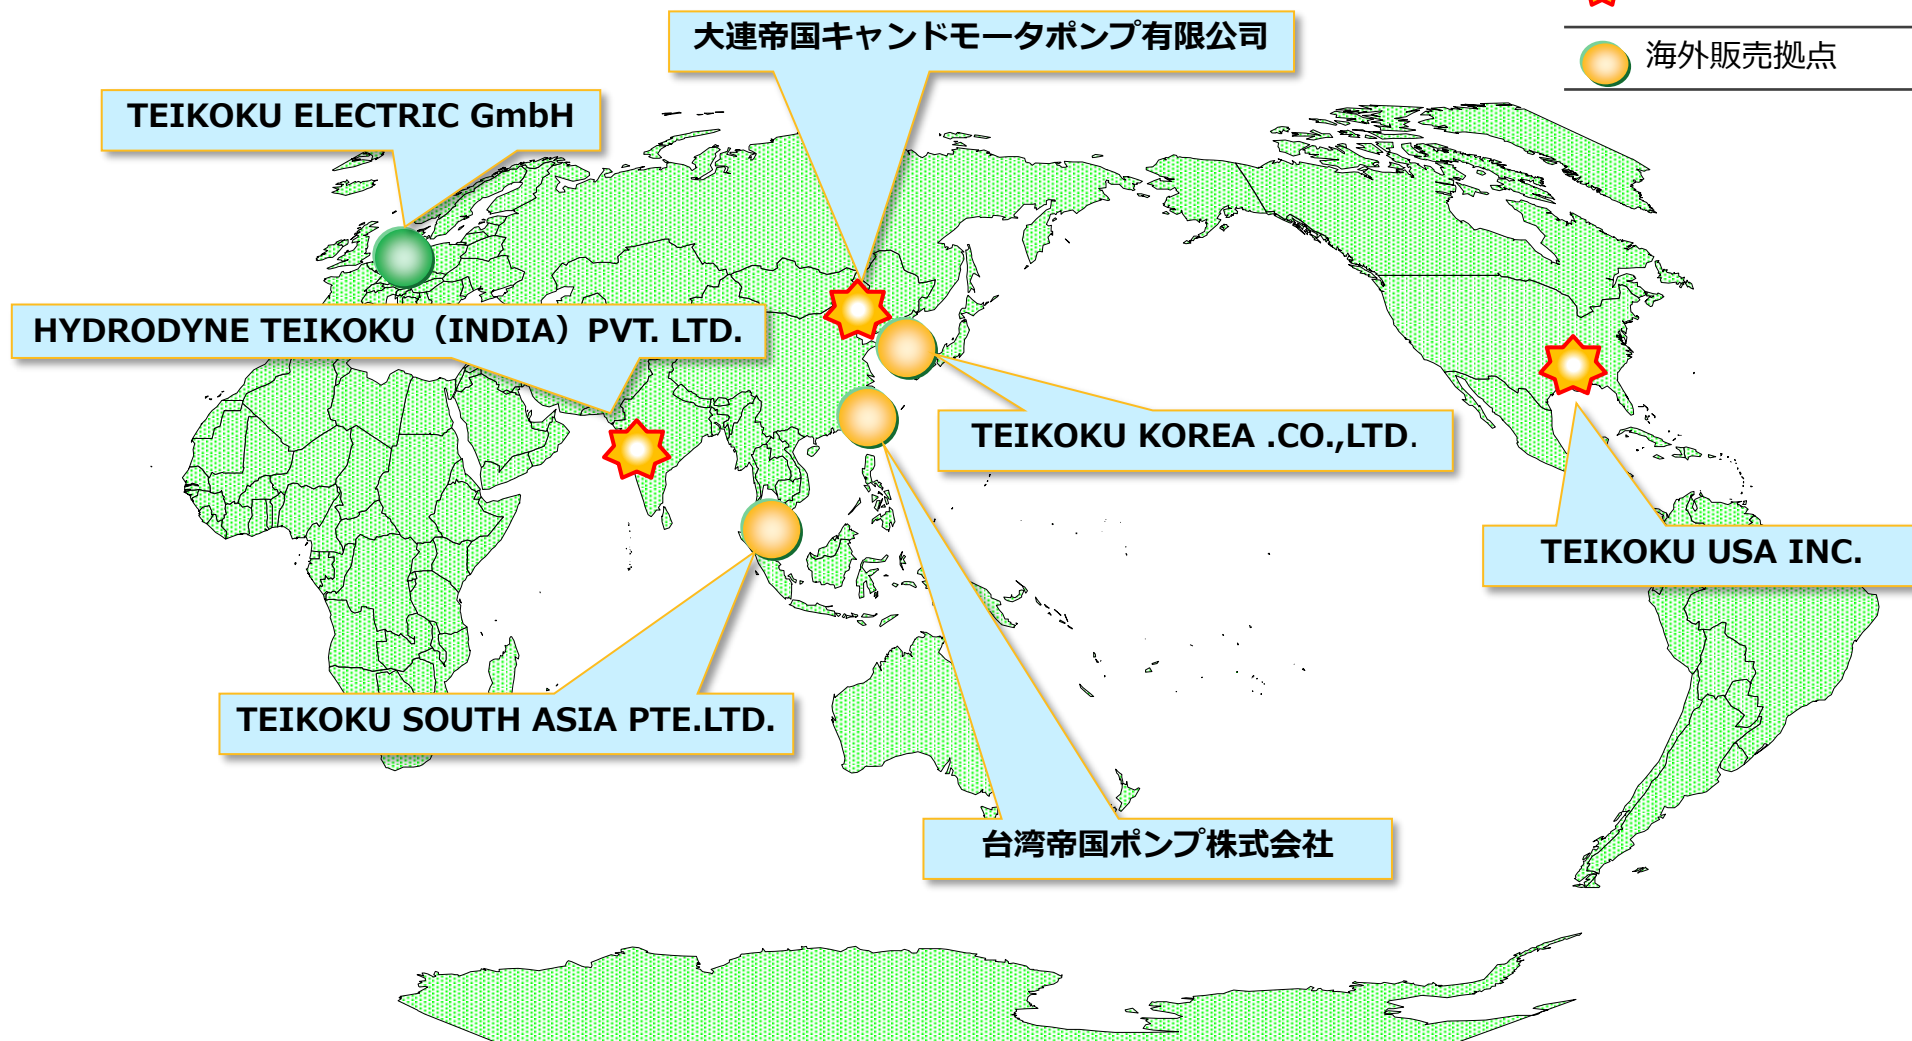 大連帝国キャンドモータポンプ有限公司
海外販売拠点
TEIKOKU ELECTRIC GmbH
HYDRODYNE TEIKOKU（INDIA）PVT. LTD.
TEIKOKU KOREA .CO.,LTD.
TEIKOKU USA INC.
TEIKOKU SOUTH ASIA PTE.LTD.
台湾帝国ポンプ株式会社